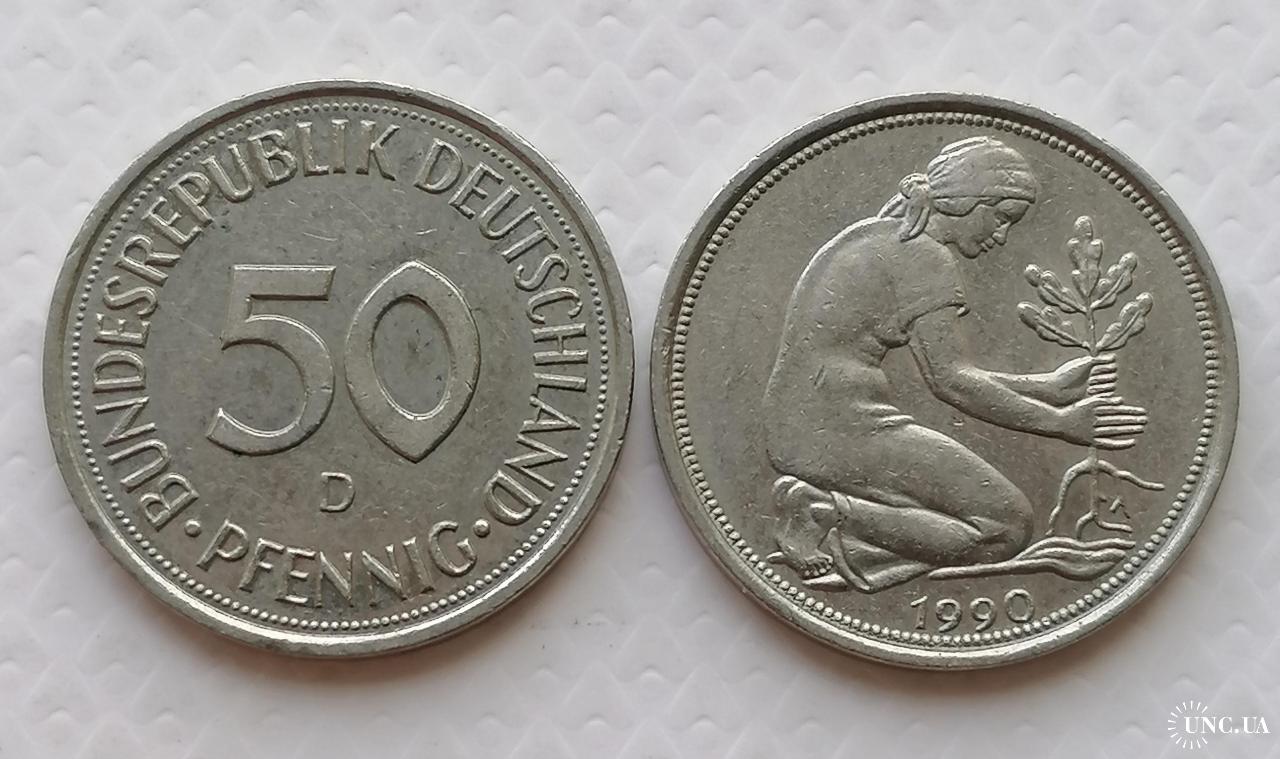 BUNDESREPUBLIK DEUTSCHLAND
50
D
· PFENNIG ·
1990
UNC.UA